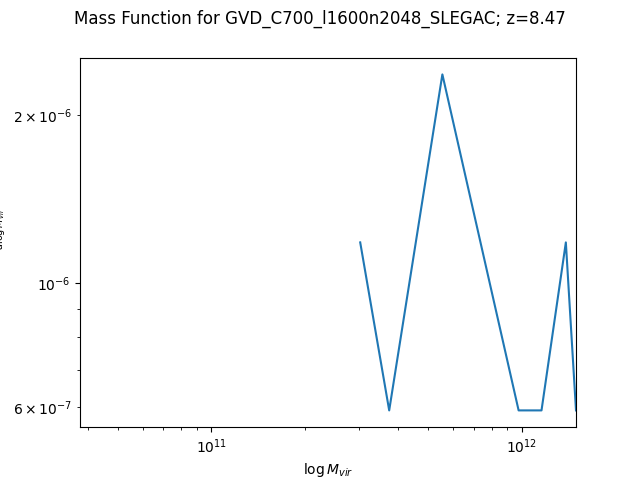 Mass Function for GVD_C700_l1600n2048_SLEGAC; z=8.47
2 × 10⁻⁶
10⁻⁶
6 × 10⁻⁷
10¹¹
10¹²
log M_vir